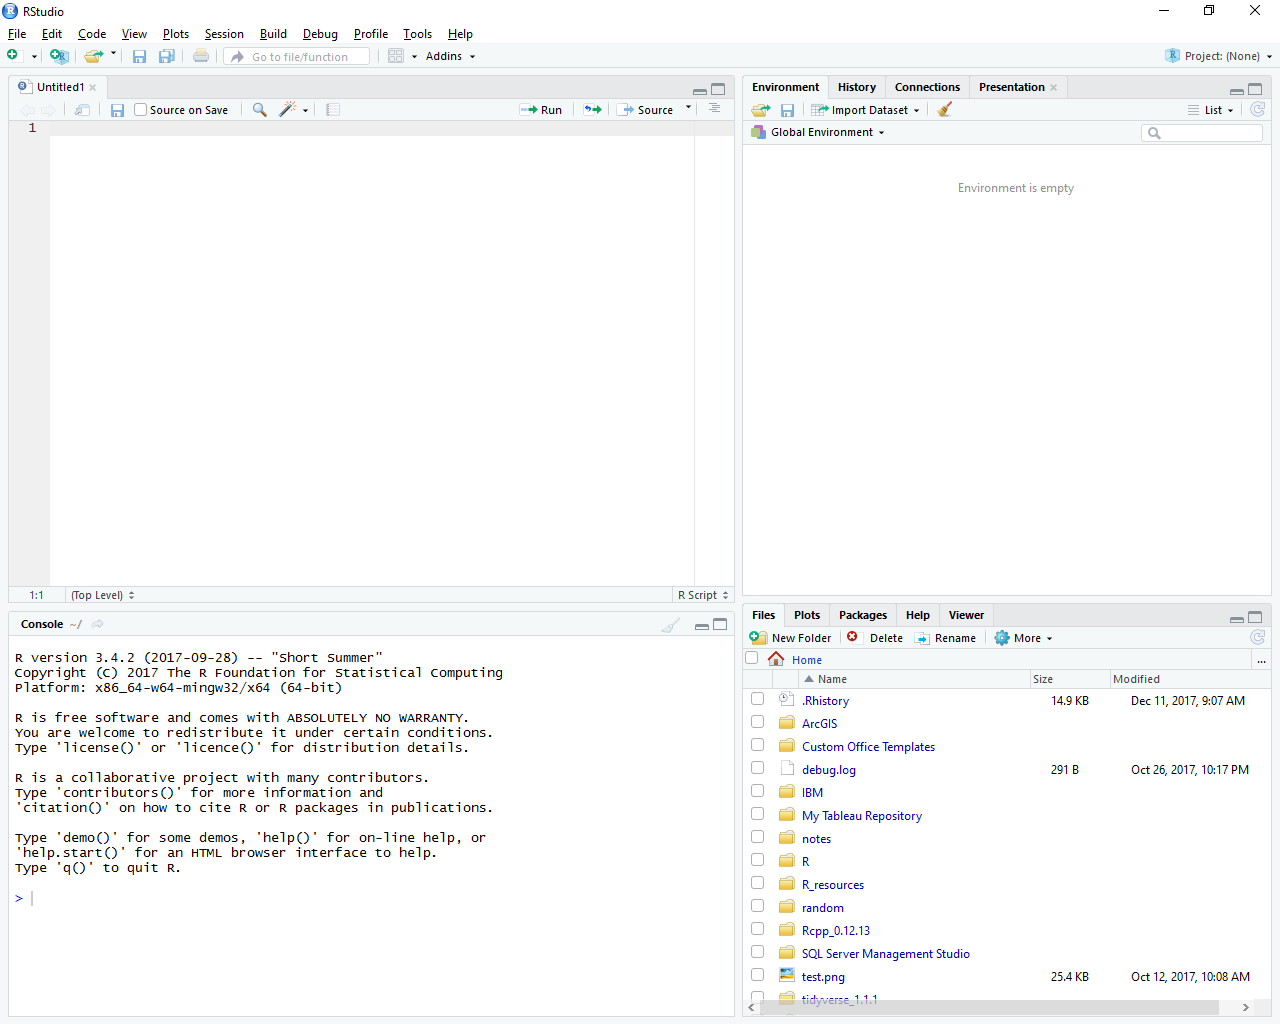 RStudio
File Edit Code View Plots Session Build Debug Profile Tools Help
Go to file/function Addins Project: (None)
Untitled1
Source on Save Run Source
1
1:1 (Top Level) R Script
Console ~/
R version 3.4.2 (2017-09-28) -- "Short Summer"
Copyright (C) 2017 The R Foundation for Statistical Computing
Platform: x86_64-w64-mingw32/x64 (64-bit)
R is free software and comes with ABSOLUTELY NO WARRANTY.
You are welcome to redistribute it under certain conditions.
Type 'license()' or 'licence()' for distribution details.
R is a collaborative project with many contributors.
Type 'contributors()' for more information and
'citation()' on how to cite R or R packages in publications.
Type 'demo()' for some demos, 'help()' for on-line help, or
'help.start()' for an HTML browser interface to help.
Type 'q()' to quit R.
>
Environment History Connections Presentation
Import Dataset List
Global Environment
Environment is empty
Files Plots Packages Help Viewer
New Folder Delete Rename More
Home ...
Name Size Modified
.Rhistory 14.9 KB Dec 11, 2017, 9:07 AM
ArcGIS
Custom Office Templates
debug.log 291 B Oct 26, 2017, 10:17 PM
IBM
My Tableau Repository
notes
R
R_resources
random
Rcpp_0.12.13
SQL Server Management Studio
test.png 25.4 KB Oct 12, 2017, 10:08 AM
tidyverse_1.1.1